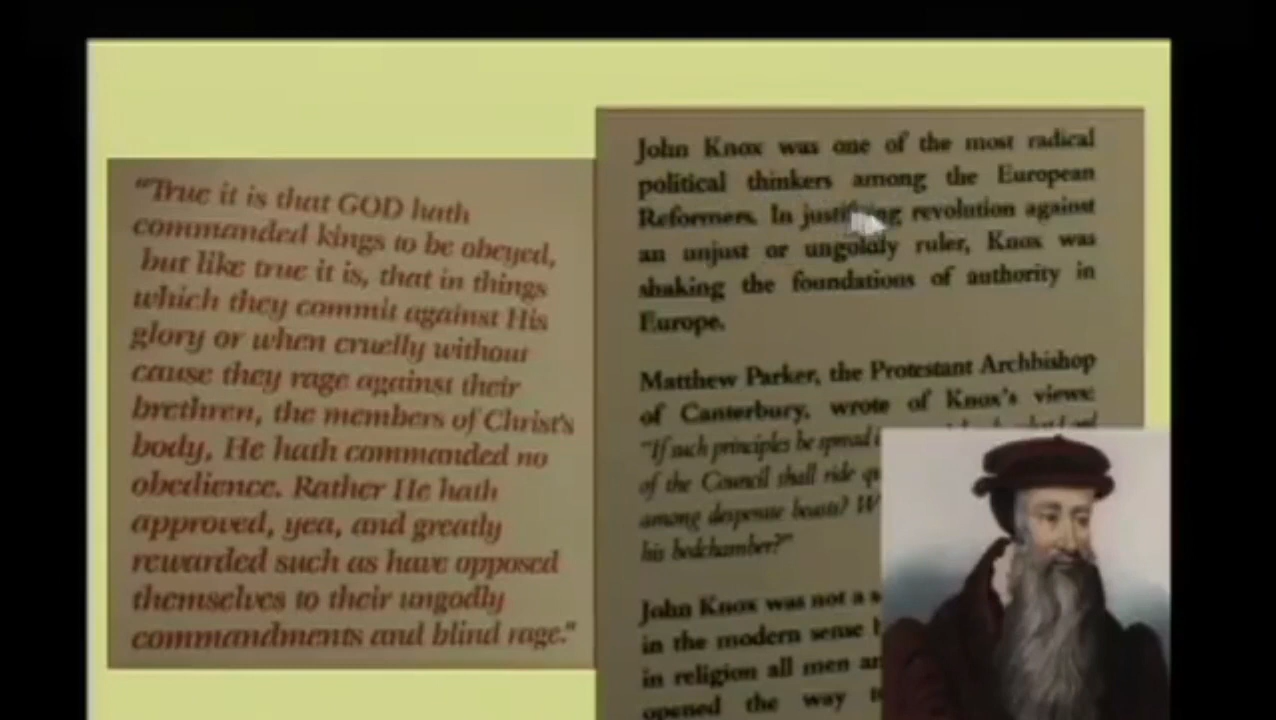 "True it is that GOD hath
commanded kings to be obeyed,
but like true it is, that in things
which they commit against His
glory or when cruelly without
cause they rage against their
brethren, the members of Christ's
body, He hath commanded no
obedience. Rather He hath
approved, yea, and greatly
rewarded such as have opposed
themselves to their ungodly
commandments and blind rage."
John Knox was one of the most radical
political thinkers among the European
Reformers. In justifying revolution against
an unjust or ungoldly ruler, Knox was
shaking the foundations of authority in
Europe.
Matthew Parker, the Protestant Archbishop
of Canterbury, wrote of Knox's views:
"If such principles be spread
of the Council shall ride
among desperate beasts?
his bedchamber?"
John Knox was not a
in the modern sense
in religion all men
opened the way